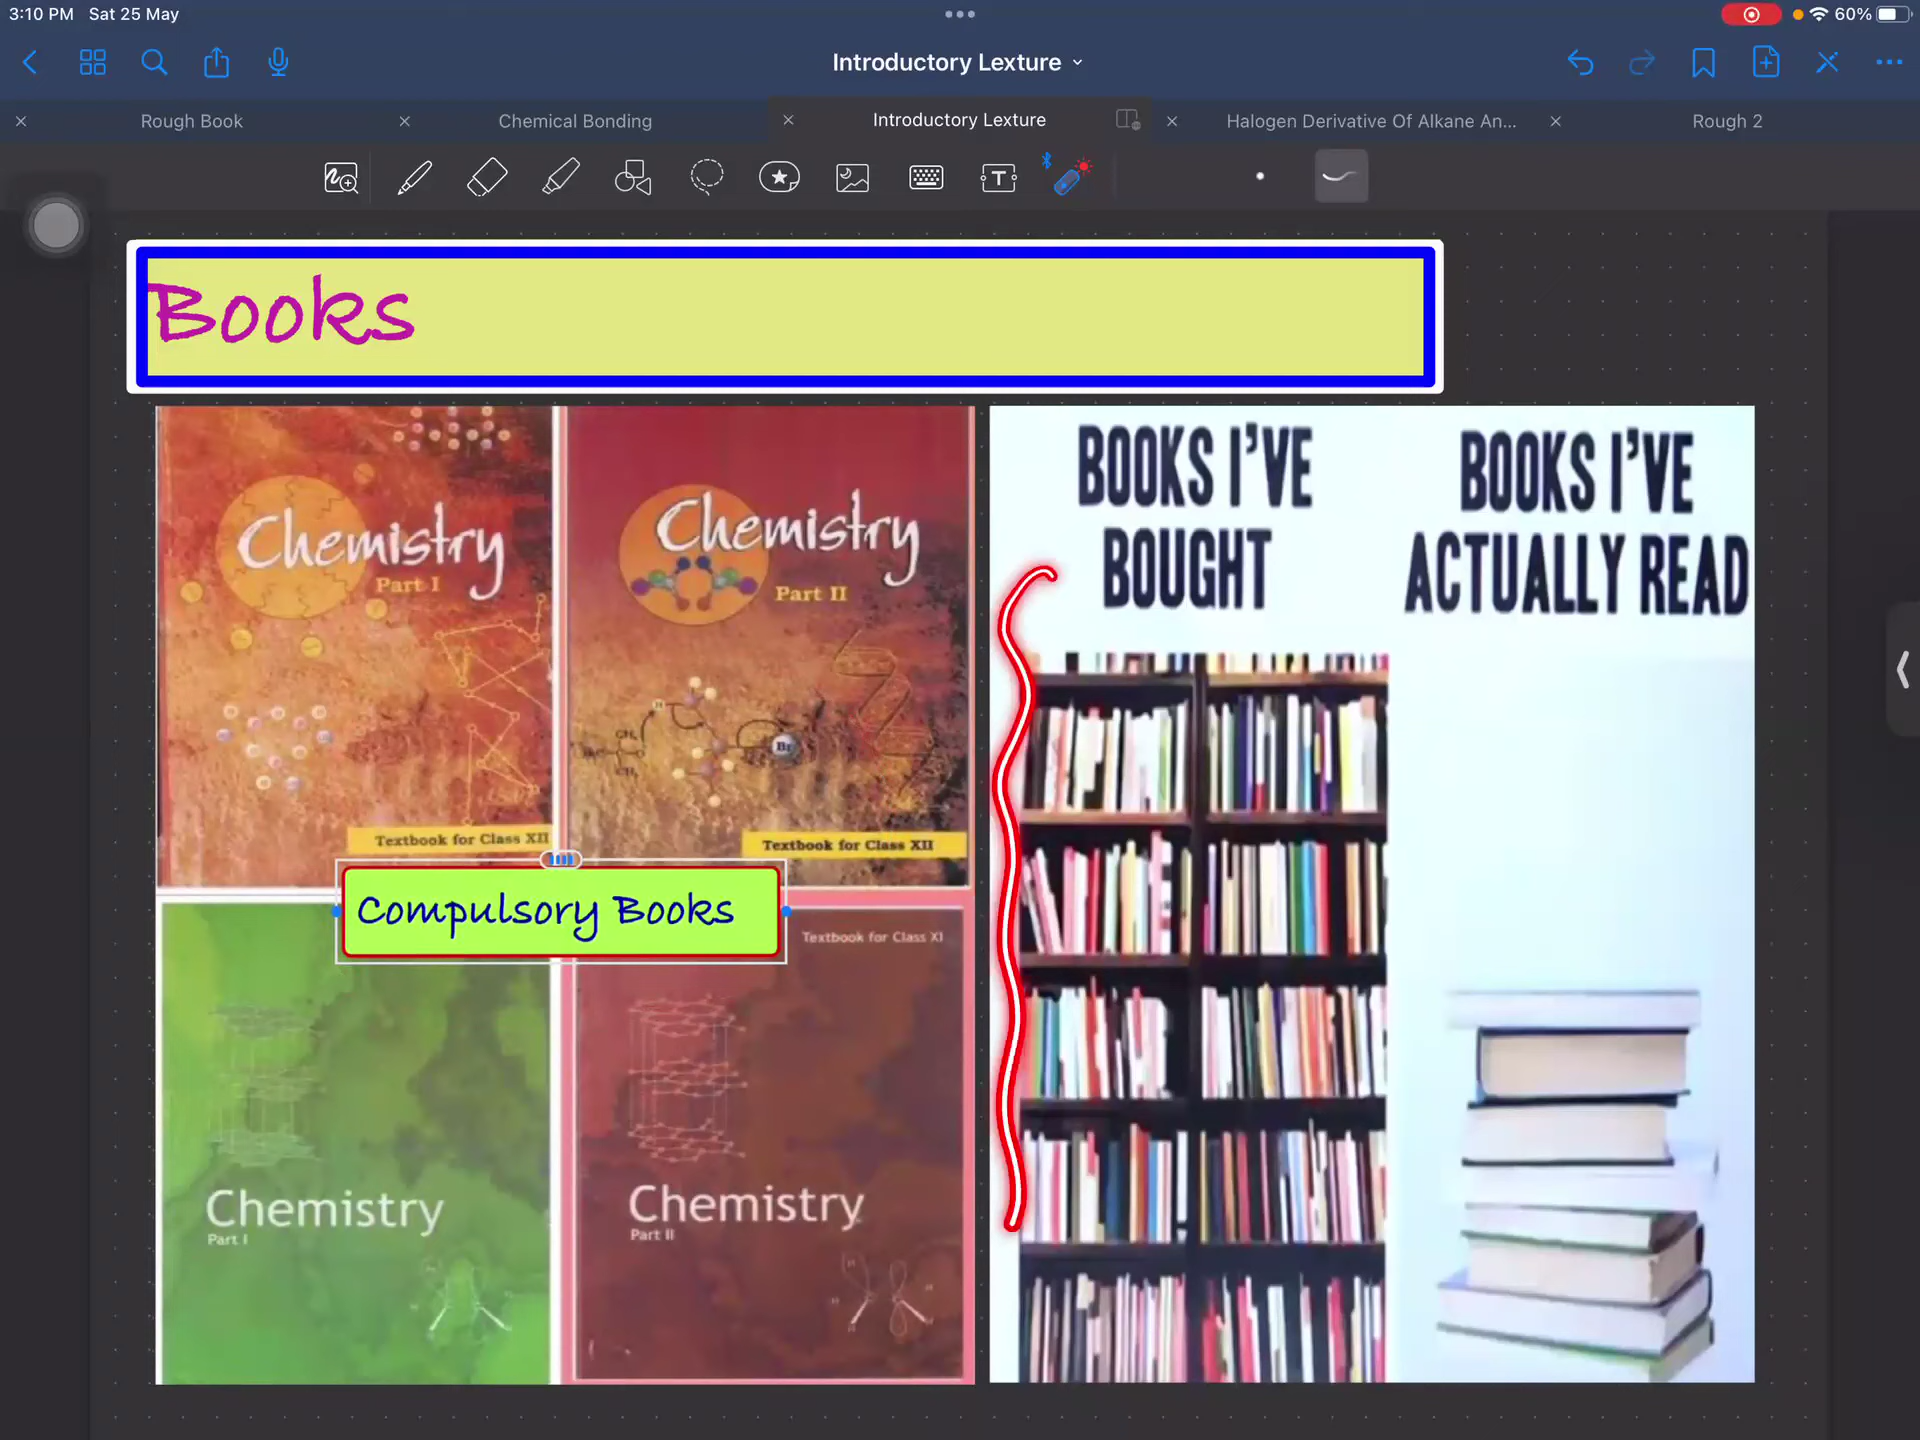 3:10 PM Sat 25 May
60%
Introductory Lexture
Rough Book
Chemical Bonding
Introductory Lexture
Halogen Derivative Of Alkane An...
Rough 2
T
Books
Chemistry
Part I
Textbook for Class XII
Chemistry
Part II
Br
Textbook for Class XII
Compulsory Books
Chemistry
Part I
Textbook for Class XI
Chemistry
Part II
BOOKS I'VE
BOUGHT
BOOKS I'VE
ACTUALLY READ